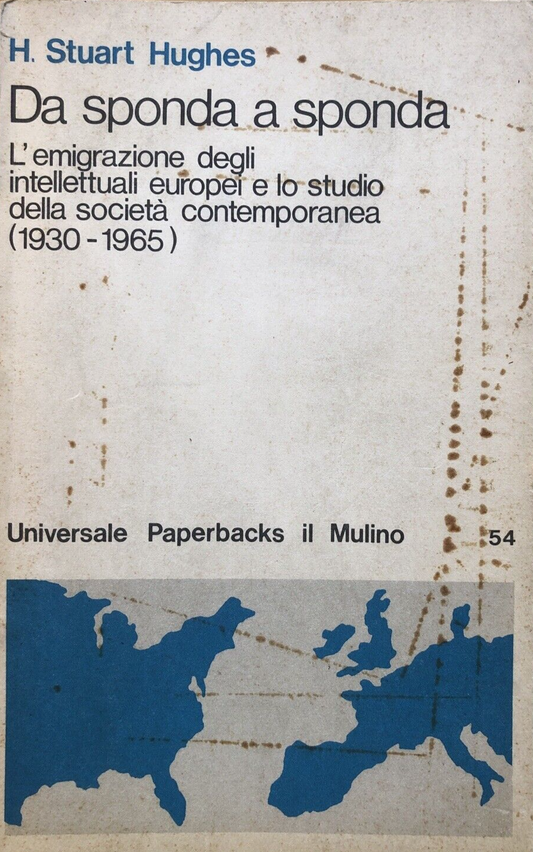 H. Stuart Hughes
Da sponda a sponda
L'emigrazione degli
intellettuali europei e lo studio
della società contemporanea
(1930-1965)
Universale Paperbacks il Mulino 54